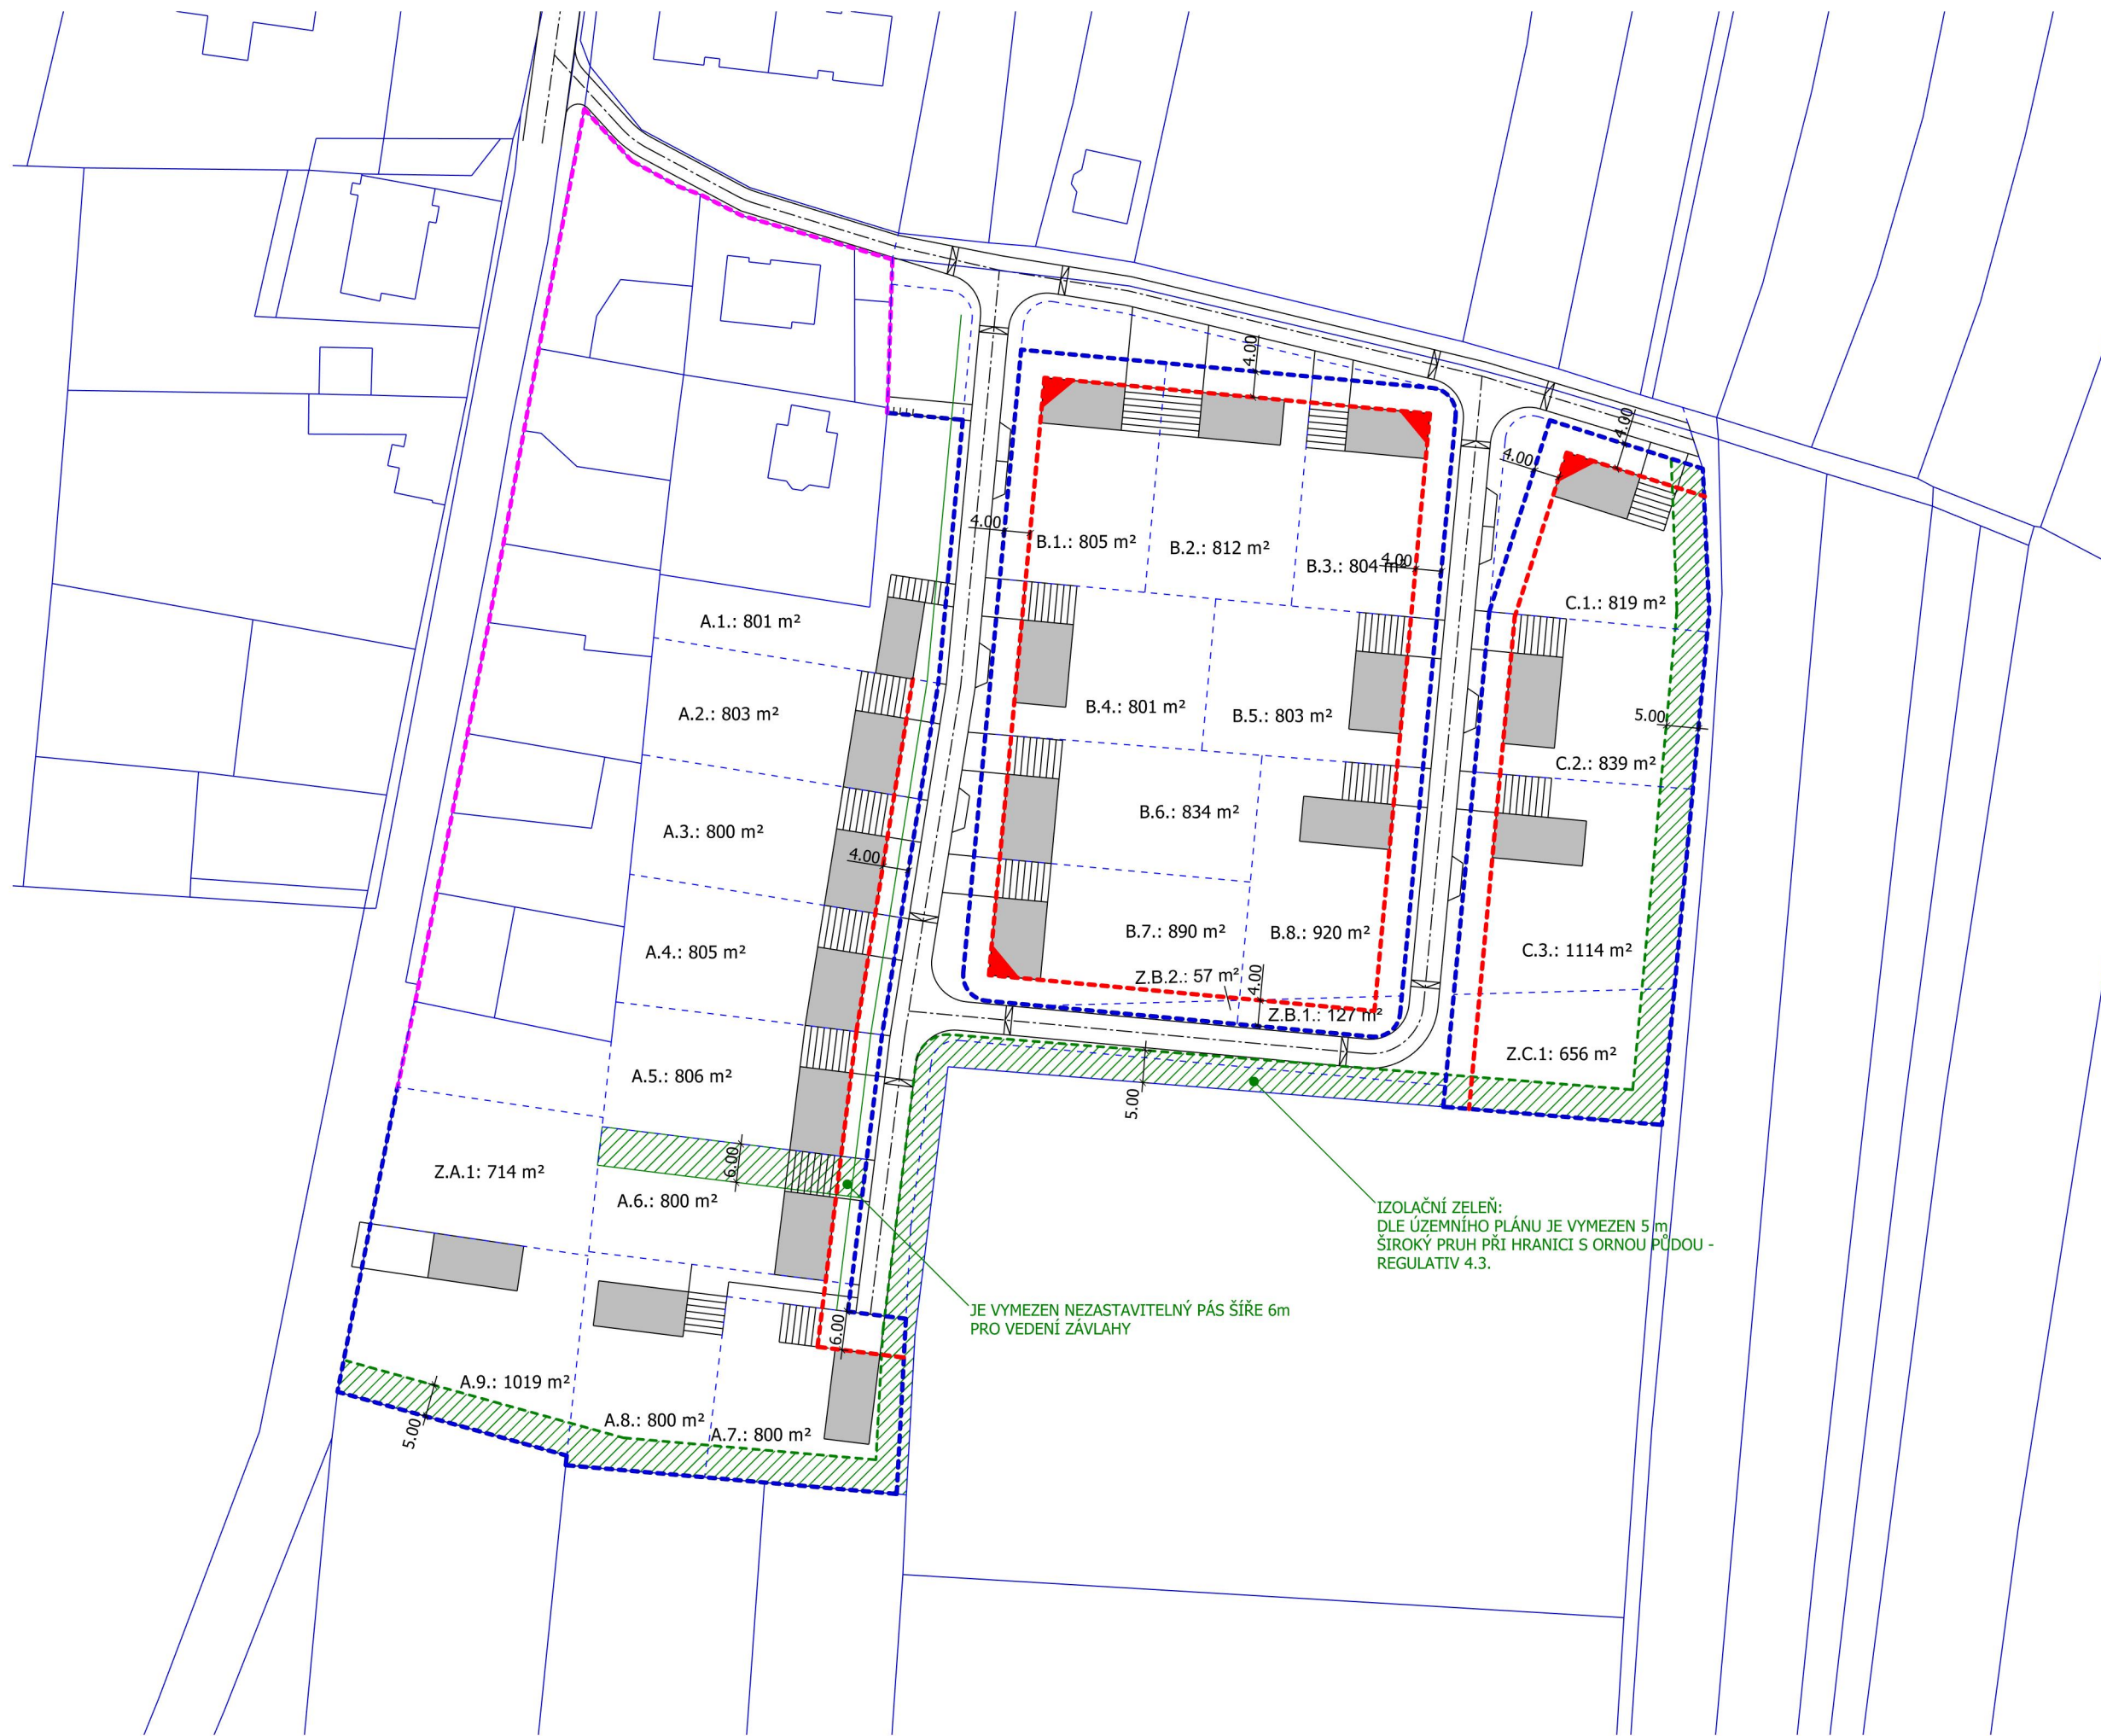 4.00
4.00
4.00
4.00
B.1.: 805 m²
B.2.: 812 m²
B.3.: 804 m²
4.00
C.1.: 819 m²
A.1.: 801 m²
A.2.: 803 m²
B.4.: 801 m²
B.5.: 803 m²
5.00
C.2.: 839 m²
A.3.: 800 m²
B.6.: 834 m²
4.00
A.4.: 805 m²
B.7.: 890 m²
B.8.: 920 m²
C.3.: 1114 m²
Z.B.2.: 57 m²
4.00
Z.B.1.: 127 m²
A.5.: 806 m²
Z.C.1: 656 m²
5.00
6.00
Z.A.1: 714 m²
A.6.: 800 m²
IZOLAČNÍ ZELEŇ:
DLE ÚZEMNÍHO PLÁNU JE VYMEZEN 5 m
ŠIROKÝ PRUH PŘI HRANICI S ORNOU PŮDOU -
REGULATIV 4.3.
JE VYMEZEN NEZASTAVITELNÝ PÁS ŠÍŘE 6m
PRO VEDENÍ ZÁVLAHY
6.00
A.9.: 1019 m²
5.00
A.8.: 800 m²
A.7.: 800 m²